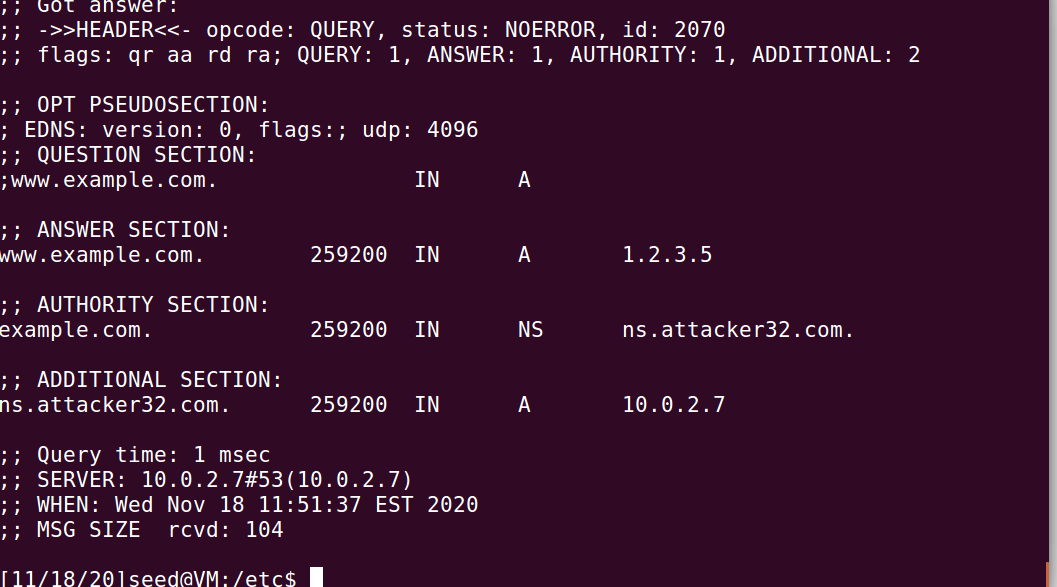 ;; Got answer:
;; ->>HEADER<<- opcode: QUERY, status: NOERROR, id: 2070
;; flags: qr aa rd ra; QUERY: 1, ANSWER: 1, AUTHORITY: 1, ADDITIONAL: 2
;; OPT PSEUDOSECTION:
; EDNS: version: 0, flags:; udp: 4096
;; QUESTION SECTION:
;www.example.com. IN A
;; ANSWER SECTION:
www.example.com. 259200 IN A 1.2.3.5
;; AUTHORITY SECTION:
example.com. 259200 IN NS ns.attacker32.com.
;; ADDITIONAL SECTION:
ns.attacker32.com. 259200 IN A 10.0.2.7
;; Query time: 1 msec
;; SERVER: 10.0.2.7#53(10.0.2.7)
;; WHEN: Wed Nov 18 11:51:37 EST 2020
;; MSG SIZE rcvd: 104
[11/18/20]seed@VM:/etc$